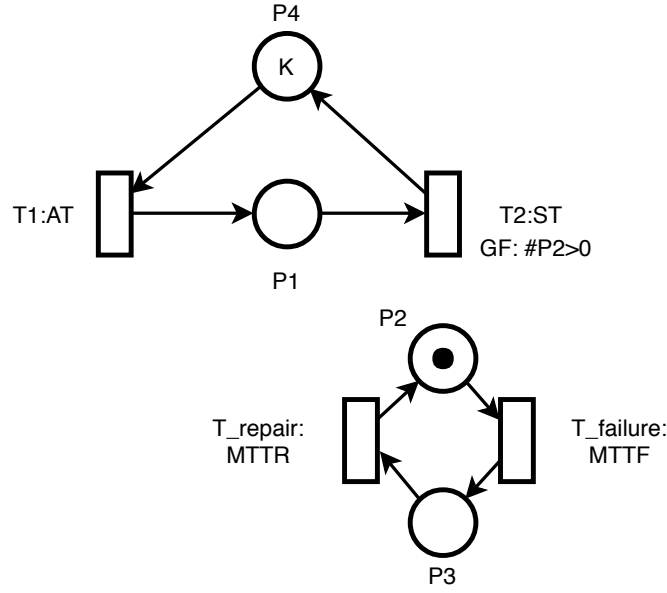 P4
K
T1:AT
T2:ST
GF: #P2>0
P1
P2
T_repair:
MTTR
T_failure:
MTTF
P3